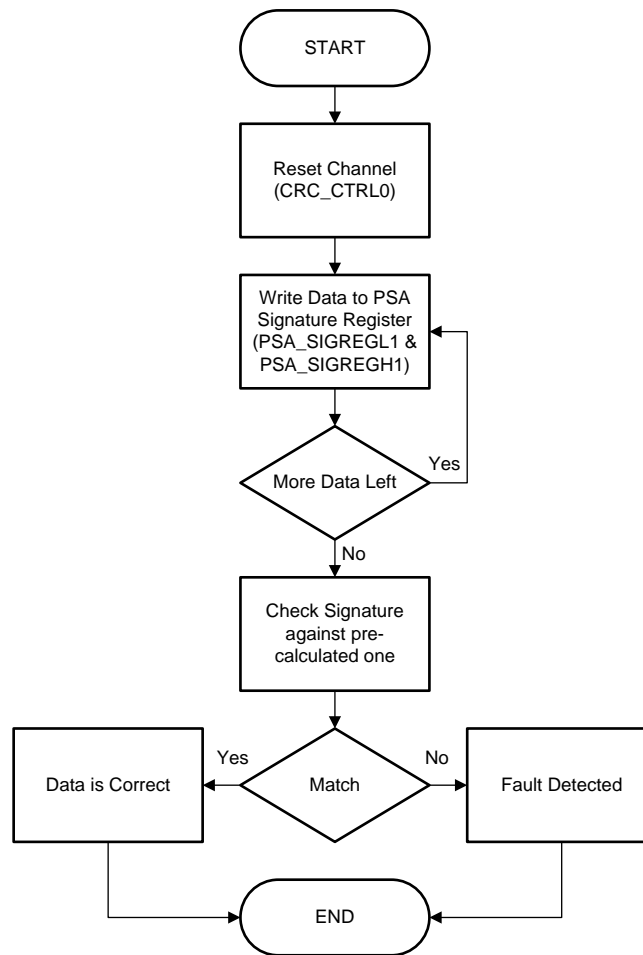 START
Reset Channel
(CRC_CTRL0)
Write Data to PSA
Signature Register
(PSA_SIGREGL1 &
PSA_SIGREGH1)
Yes
More Data Left
No
Check Signature
against pre-
calculated one
Yes
No
Data is Correct
Match
Fault Detected
END